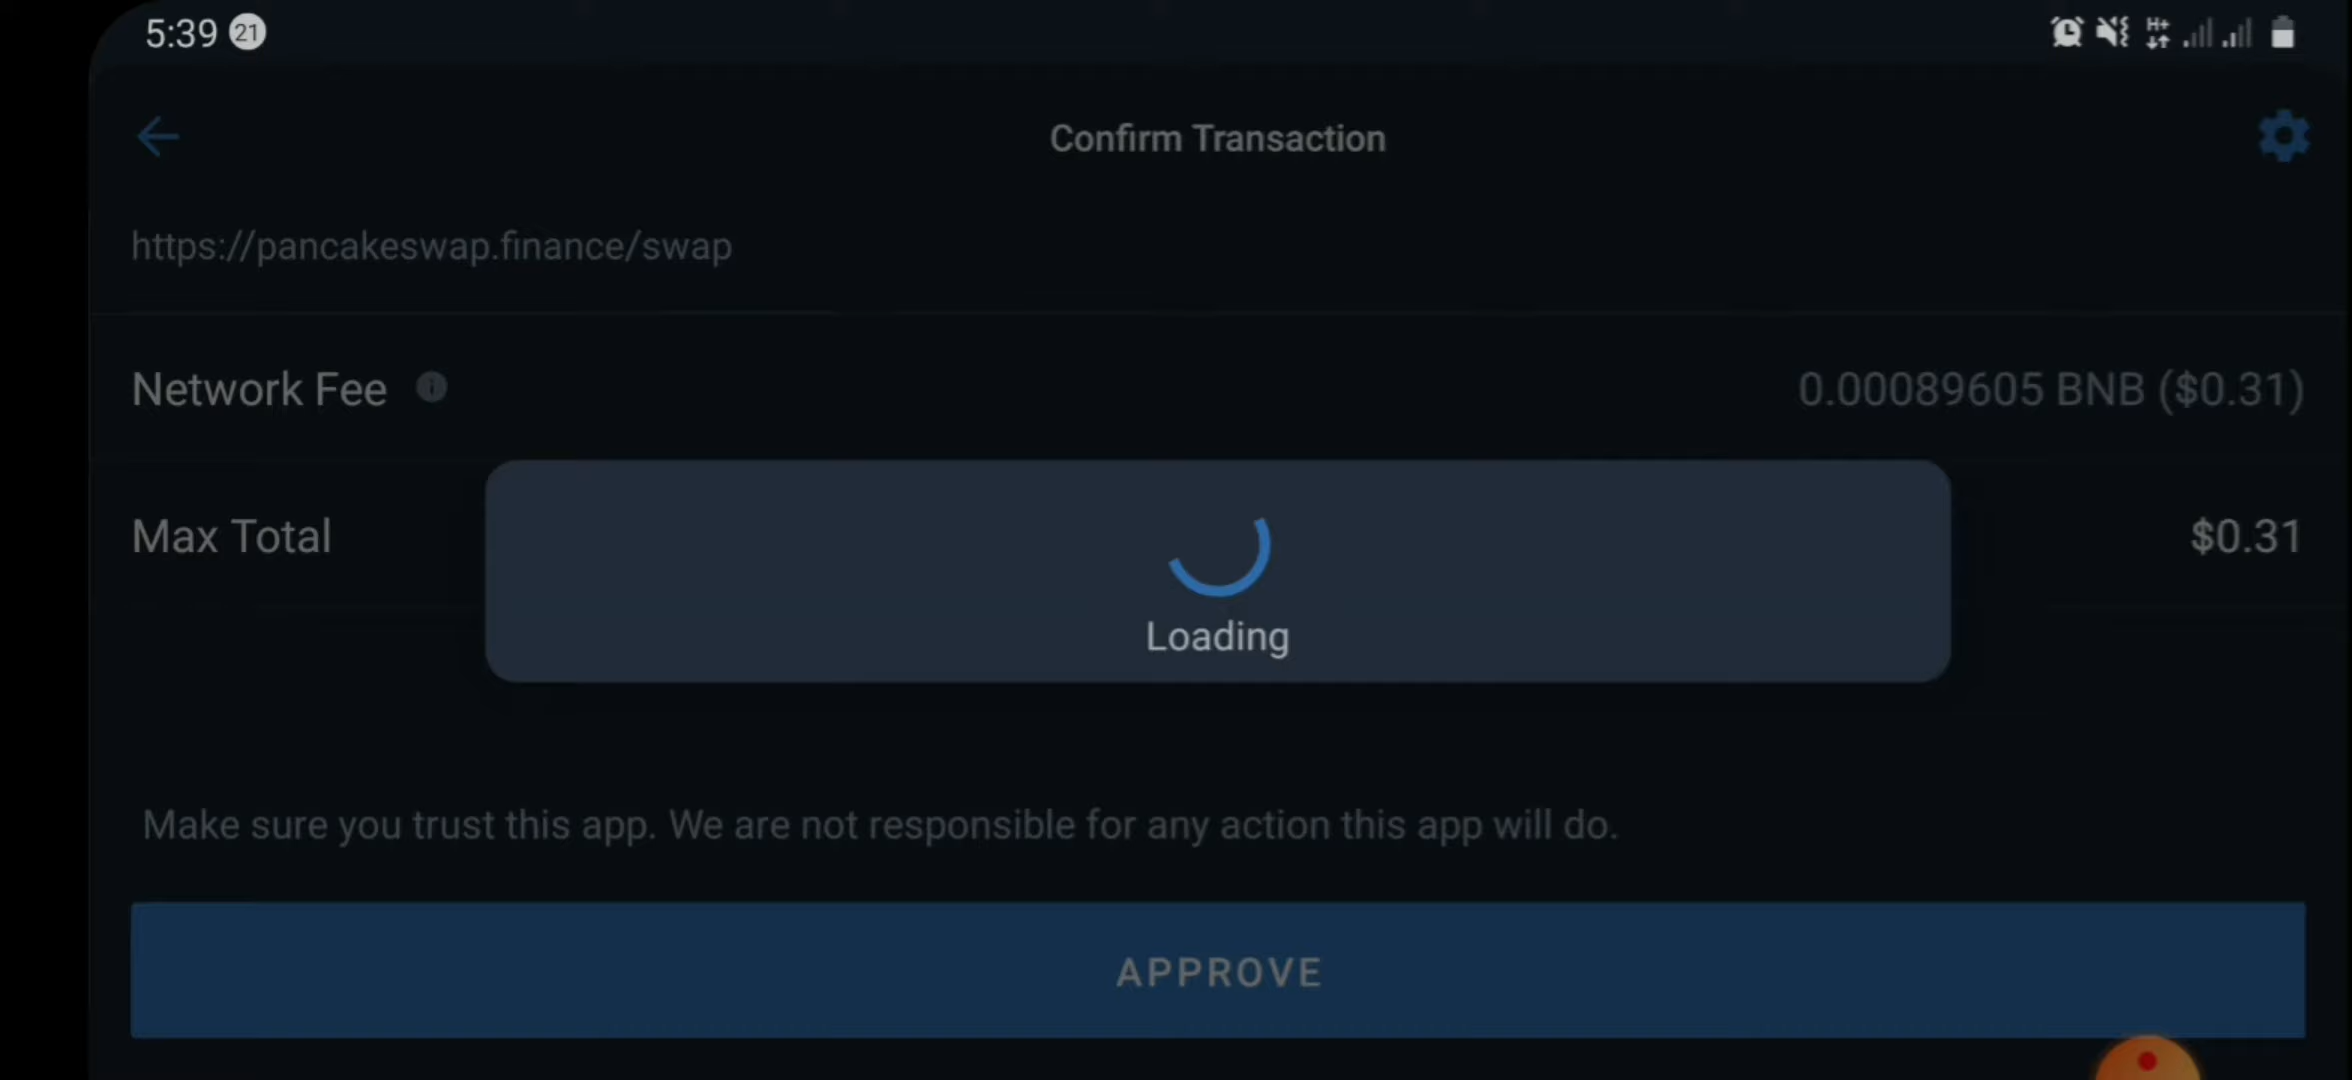 5:39 21
H+
Confirm Transaction
https://pancakeswap.finance/swap
Network Fee 0.00089605 BNB ($0.31)
Max Total $0.31
Loading
Make sure you trust this app. We are not responsible for any action this app will do.
APPROVE